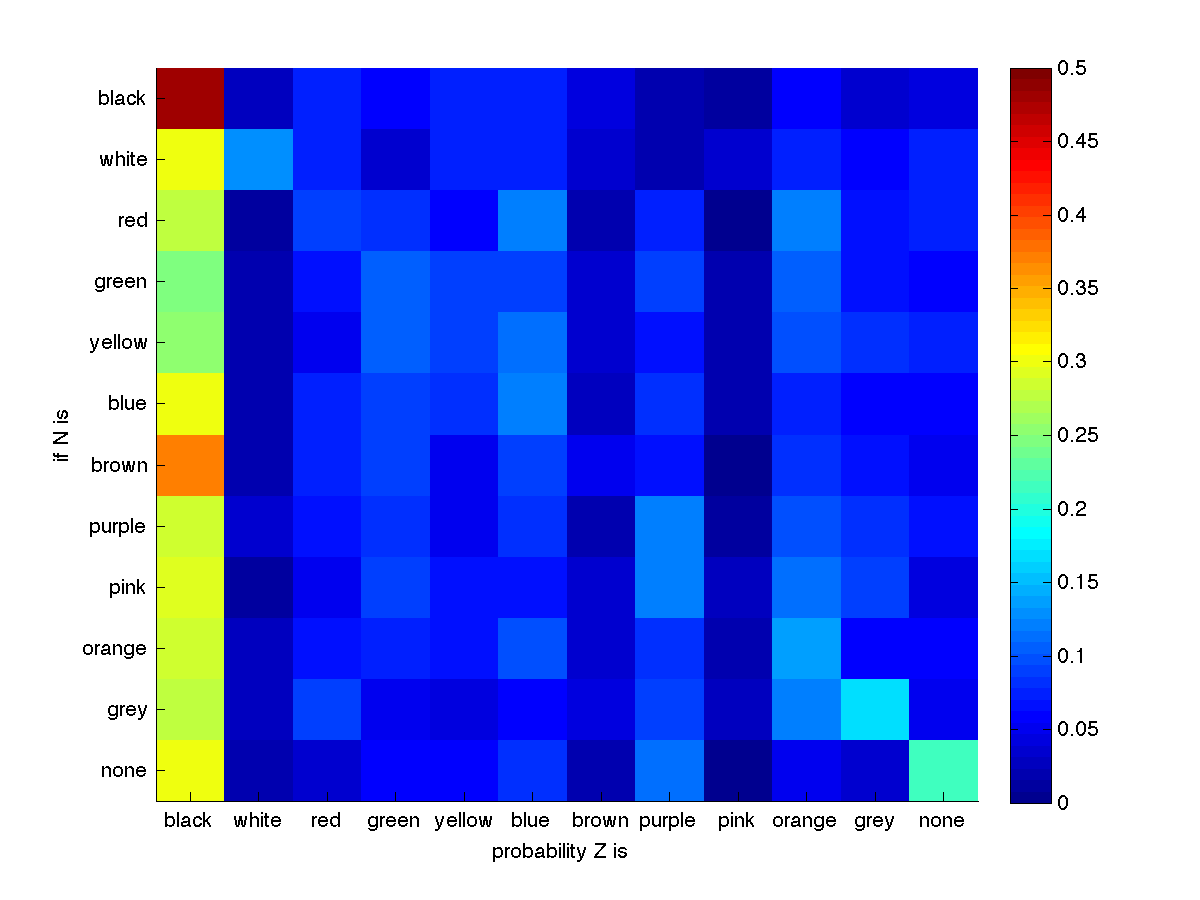 black
white
red
green
yellow
blue
brown
purple
pink
orange
grey
none
if N is
black white red green yellow blue brown purple pink orange grey none
probability Z is
0.5
0.45
0.4
0.35
0.3
0.25
0.2
0.15
0.1
0.05
0